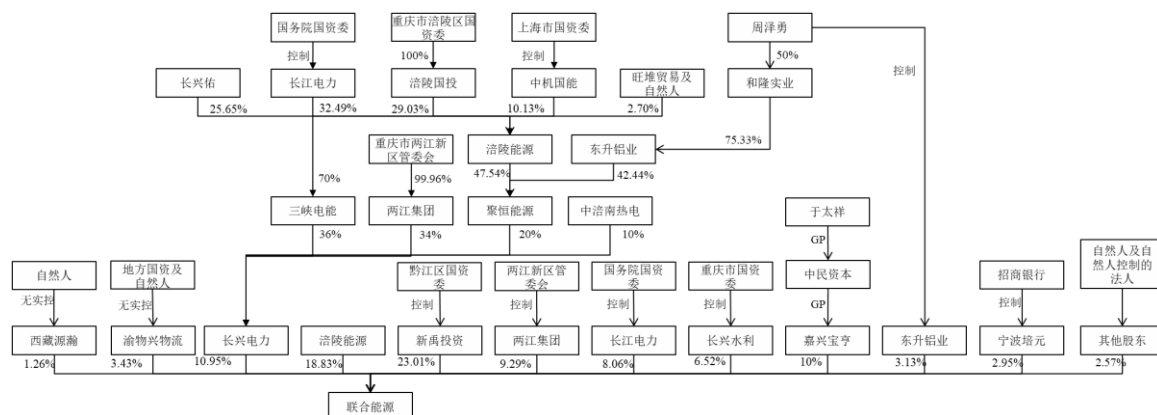 国务院国资委
重庆市涪陵区国
资委
上海市国资委
周泽勇
控制
100%
控制
50%
控制
长兴佑
长江电力
涪陵国投
中机国能
旺堆贸易及
自然人
和隆实业
25.65%
32.49%
29.03%
10.13%
2.70%
重庆市两江新
区管委会
涪陵能源
东升铝业
75.33%
70%
99.96%
47.54%
42.44%
三峡电能
两江集团
聚恒能源
中涪南热电
于太祥
36%
34%
20%
10%
GP
自然人
地方国资及
自然人
黔江区国资
委
两江新区管
委会
国务院国资
委
重庆市国资
委
中民资本
招商银行
自然人及自
然人控制的
法人
无实控
无实控
控制
控制
控制
控制
GP
控制
西藏源瀚
渝物兴物流
长兴电力
涪陵能源
新禹投资
两江集团
长江电力
长兴水利
嘉兴宝亨
东升铝业
宁波培元
其他股东
1.26%
3.43%
10.95%
18.83%
23.01%
9.29%
8.06%
6.52%
10%
3.13%
2.95%
2.57%
联合能源